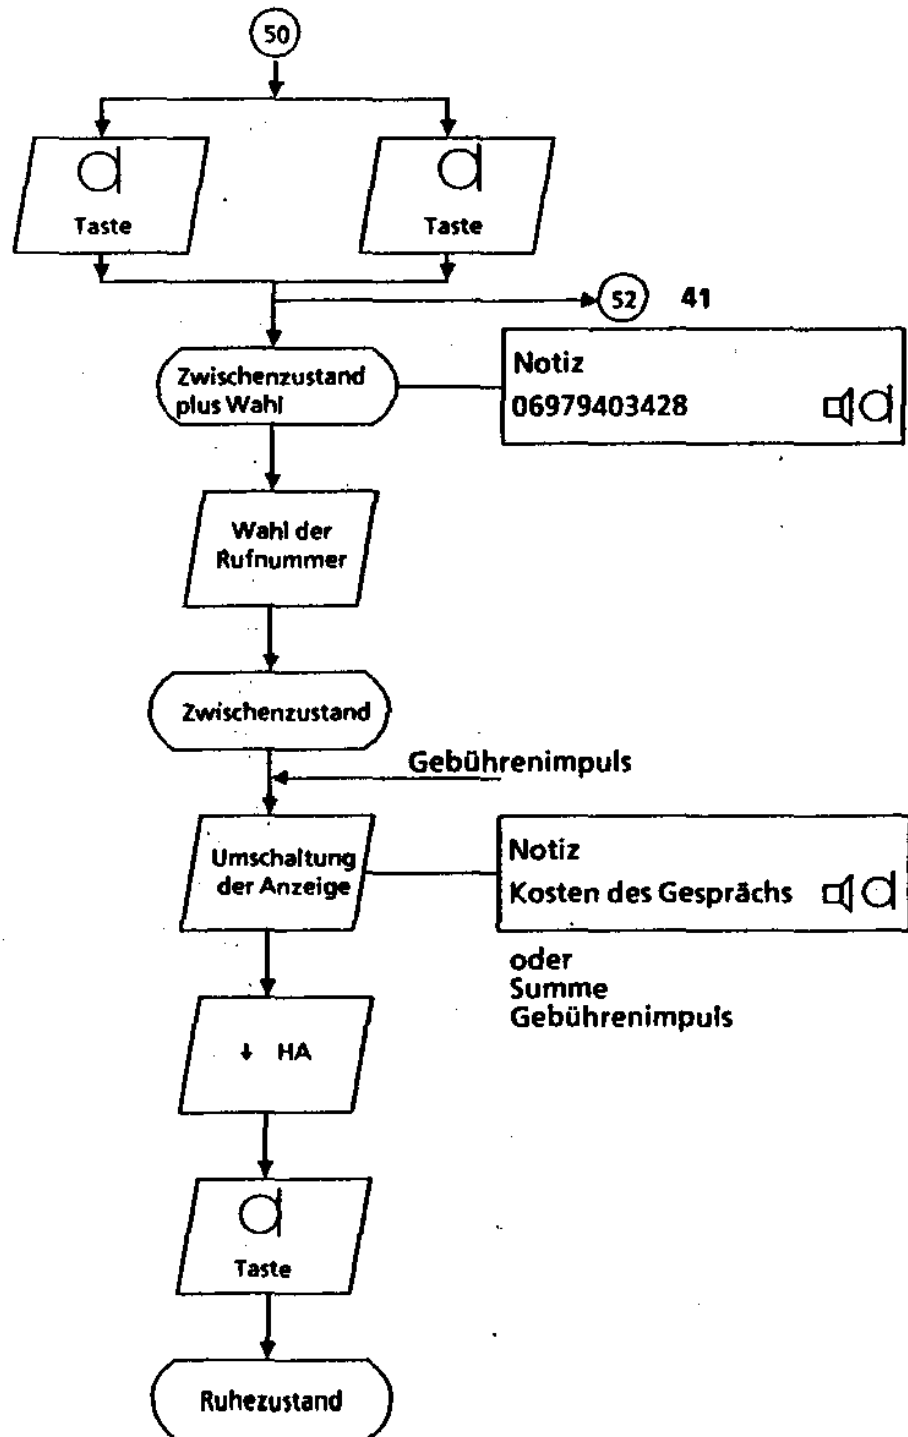 50
Taste
Taste
52 41
Zwischenzustand
plus Wahl
Notiz
06979403428
Wahl der
Rufnummer
Zwischenzustand
Gebührenimpuls
Umschaltung
der Anzeige
Notiz
Kosten des Gesprächs
oder
Summe
Gebührenimpuls
↓ HA
Taste
Ruhezustand